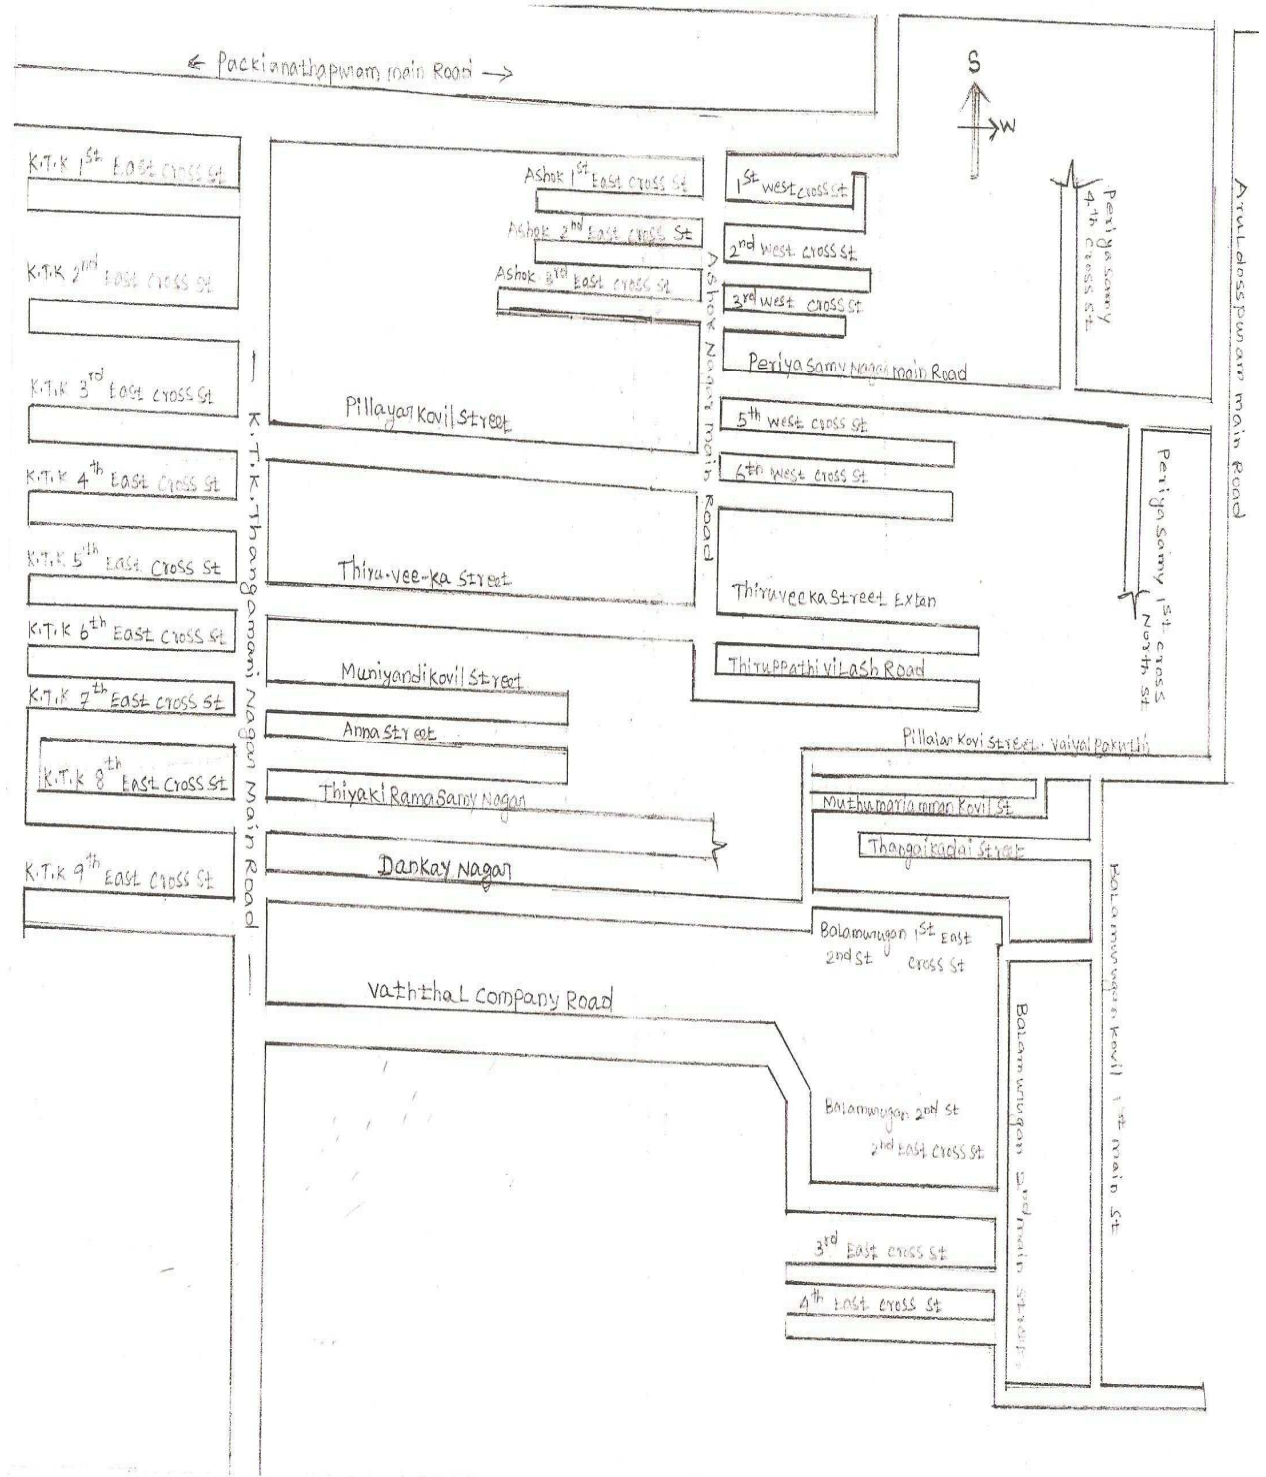 ← Packianathapuram main Road →
S
W
K.T.K 1st East cross st
K.T.K 2nd East cross st
K.T.K 3rd East cross st
K.T.K 4th East Cross st
K.T.K 5th East Cross st
K.T.K 6th East Cross st
K.T.K 7th East cross st
K.T.K 8th East Cross st
K.T.K 9th East Cross st
K.T.K. Thangamani Nagar Main Road
Ashok 1st East cross st
Ashok 2nd East cross st
Ashok 3rd East cross st
Pillayar Kovil Street
Thiru-vee-ka street
Muniyandi kovil street
Anna street
Thiyaki Rama Samy Nagar
Dankay Nagar
Vaththal Company Road
Ashok Nagar main Road
1st west cross st
2nd west cross st
3rd west cross st
Periya Samy Nagar main Road
5th west cross st
6th west cross st
Thiruveeka Street Extan
Thiruppathi Vilash Road
Periyasamy
4th cross st
Aruldosspuram main Road
Periyasamy 1st cross
North st
Pillaiar Kovi Street. Vaiyalpakuthi
Muthumariamman Kovil st
Thangaikadai Street
Balamurugan 1st East
2nd st cross st
Balamurugan 2nd st
2nd East cross st
3rd East cross st
4th East cross st
Balamurugan 2nd main street
Balamurugan Kovil 1st main st